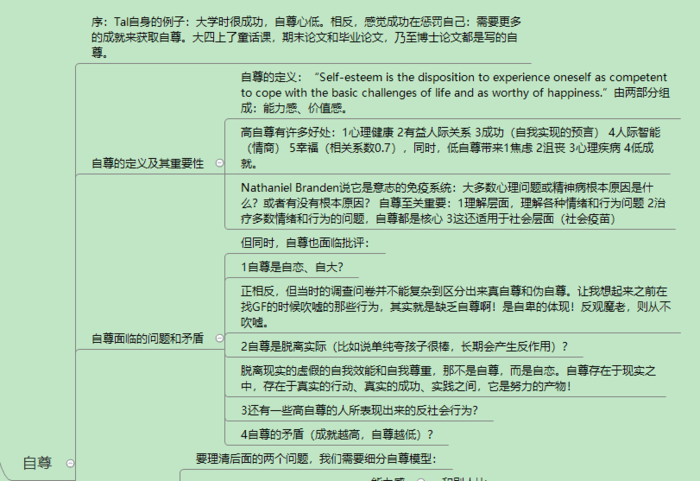 序：Tal自身的例子：大学时很成功，自尊心低。相反，感觉成功在惩罚自己：需要更多
的成就来获取自尊。大四上了童话课，期末论文和毕业论文，乃至博士论文都是写的自
尊。
自尊的定义及其重要性
自尊的定义：“Self-esteem is the disposition to experience oneself as competent
to cope with the basic challenges of life and as worthy of happiness.”由两部分组
成：能力感、价值感。
高自尊有许多好处：1心理健康 2有益人际关系 3成功（自我实现的预言） 4人际智能
（情商） 5幸福（相关系数0.7），同时，低自尊带来1焦虑 2沮丧 3心理疾病 4低成
就。
Nathaniel Branden说它是意志的免疫系统：大多数心理问题或精神病根本原因是什
么？或者有没有根本原因？ 自尊至关重要：1理解层面，理解各种情绪和行为问题 2治
疗多数情绪和行为的问题，自尊都是核心 3这还适用于社会层面（社会疫苗）
自尊面临的问题和矛盾
但同时，自尊也面临批评：
1自尊是自恋、自大？
正相反，但当时的调查问卷并不能复杂到区分出来真自尊和伪自尊。让我想起来之前在
找GF的时候吹嘘的那些行为，其实就是缺乏自尊啊！是自卑的体现！反观魔老，则从不
吹嘘。
2自尊是脱离实际（比如说单纯夸孩子很棒，长期会产生反作用）？
脱离现实的虚假的自我效能和自我尊重，那不是自尊，而是自恋。自尊存在于现实之
中，存在于真实的行动、真实的成功、实践之间，它是努力的产物！
3还有一些高自尊的人所表现出来的反社会行为？
4自尊的矛盾（成就越高，自尊越低）？
自尊
要理清后面的两个问题，我们需要细分自尊模型：